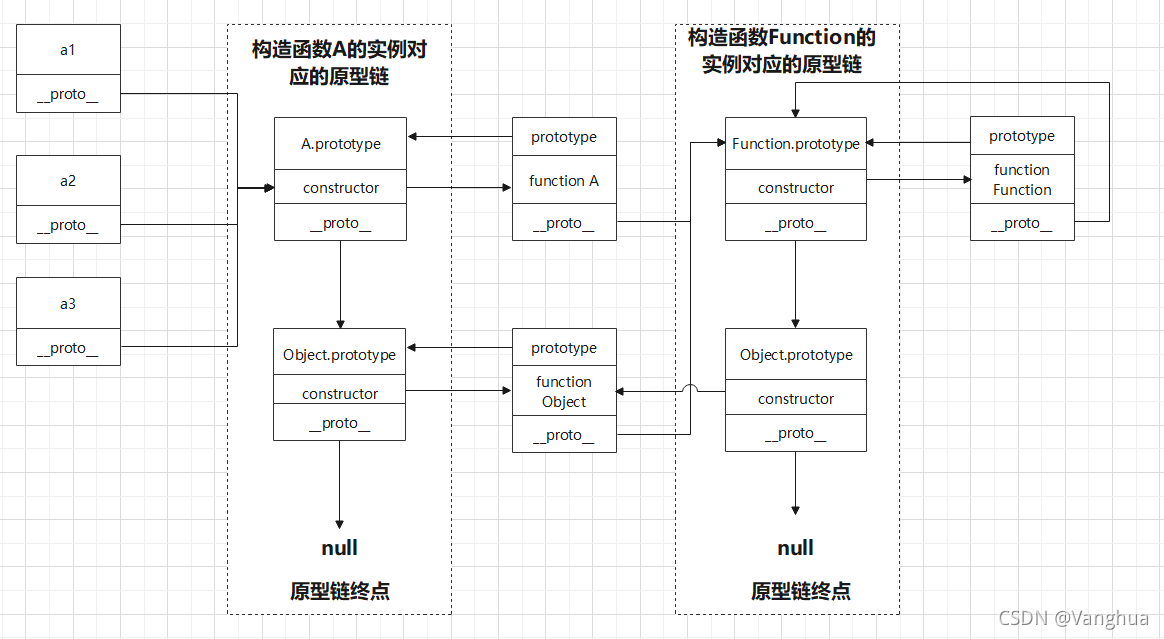 a1
__proto__
a2
__proto__
a3
__proto__
构造函数A的实例对
应的原型链
A.prototype
constructor
__proto__
Object.prototype
constructor
__proto__
null
原型链终点
prototype
function A
__proto__
prototype
function
Object
__proto__
构造函数Function的
实例对应的原型链
Function.prototype
constructor
__proto__
Object.prototype
constructor
__proto__
null
原型链终点
prototype
function
Function
__proto__
CSDN @Vanghua